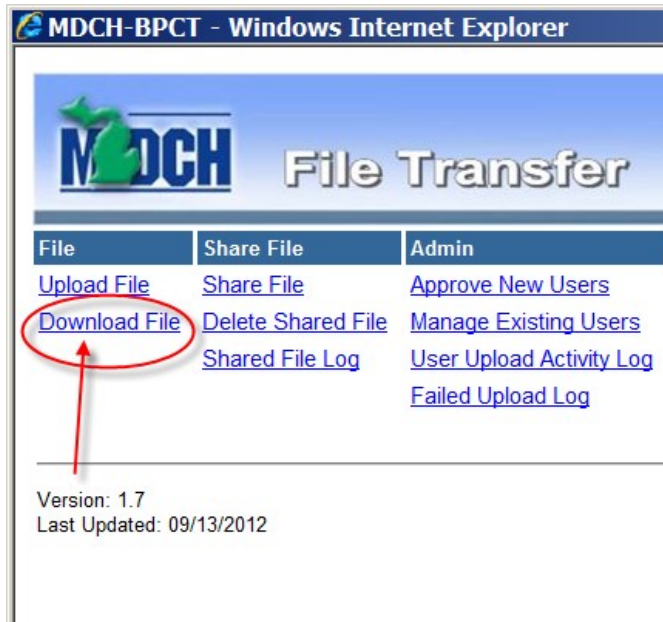 MDCH-BPCT - Windows Internet Explorer
MDCH File Transfer
File Share File Admin
Upload File Share File Approve New Users
Download File Delete Shared File Manage Existing Users
Shared File Log User Upload Activity Log
Failed Upload Log
Version: 1.7
Last Updated: 09/13/2012